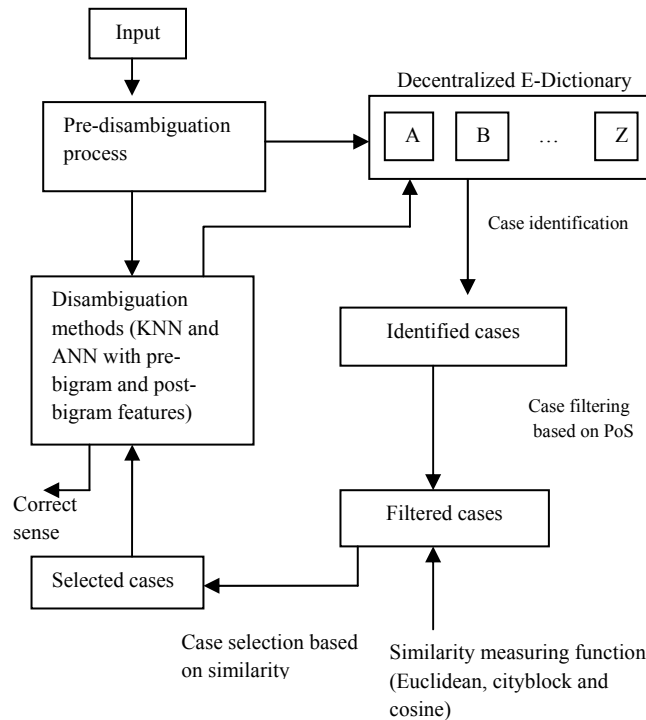 Input
Decentralized E-Dictionary
Pre-disambiguation
process
A B … Z
Case identification
Disambiguation
methods (KNN and
ANN with pre-
bigram and post-
bigram features)
Identified cases
Case filtering
based on PoS
Correct
sense
Filtered cases
Selected cases
Case selection based
on similarity
Similarity measuring function
(Euclidean, cityblock and
cosine)